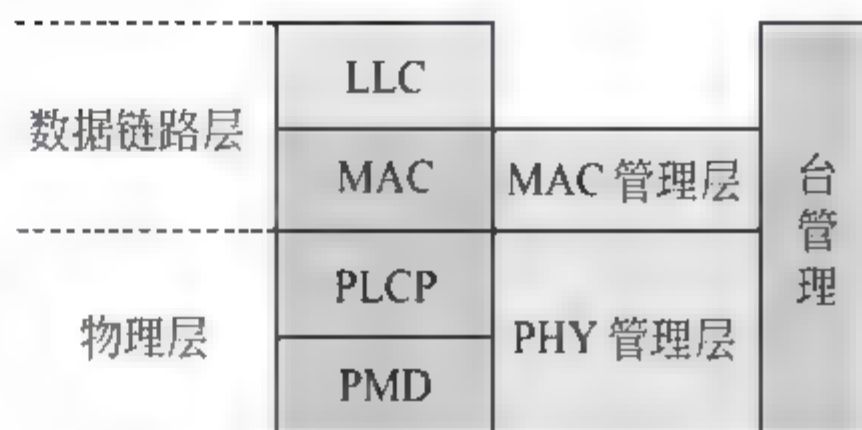 LLC
数据链路层
MAC
MAC 管理层
台管理
PLCP
物理层
PHY 管理层
PMD